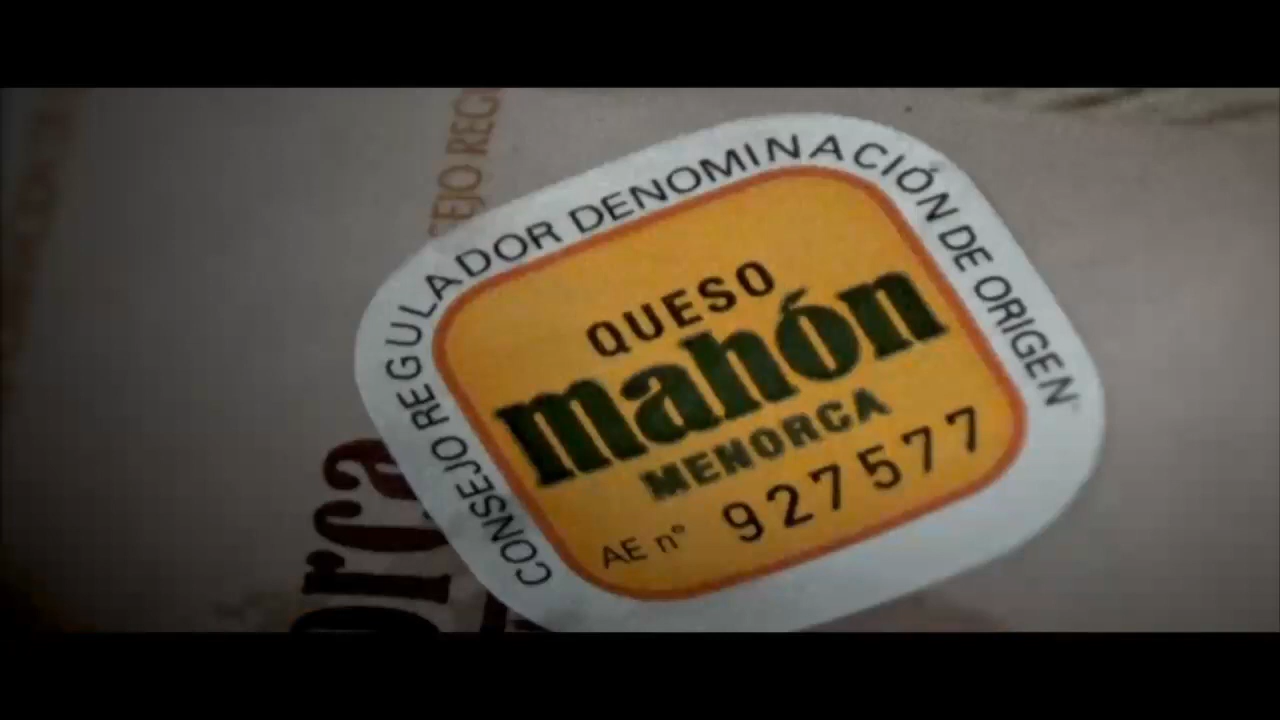 CONSEJO REGULADOR DENOMINACIÓN DE ORIGEN
QUESO
mahón
MENORCA
AE nº 927577